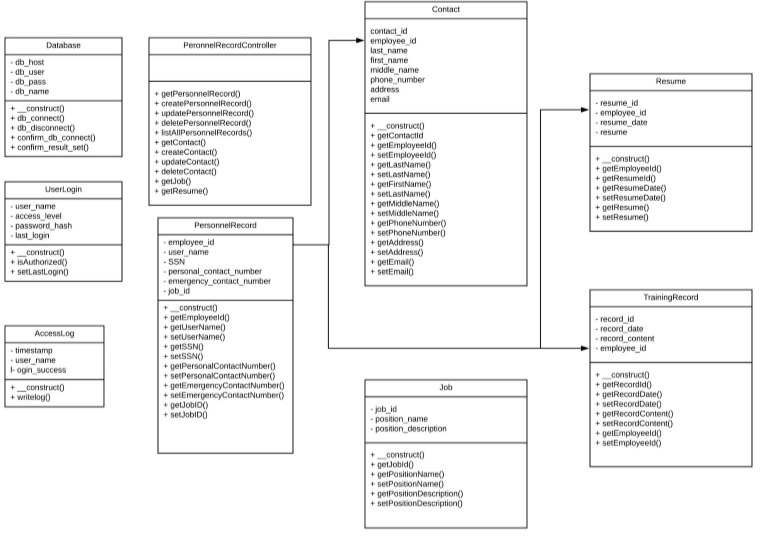 Database
- db_host
- db_user
- db_pass
- db_name
+ __construct()
+ db_connect()
+ db_disconnect()
+ confirm_db_connect()
+ confirm_result_set()
UserLogin
- user_name
- access_level
- password_hash
- last_login
+ __construct()
+ isAuthorized()
+ setLastLogin()
AccessLog
- timestamp
- user_name
l- ogin_success
+ __construct()
+ writelog()
PeronnelRecordController
+ getPersonnelRecord()
+ createPersonnelRecord()
+ updatePersonnelRecord()
+ deletePersonnelRecord()
+ listAllPersonnelRecords()
+ getContact()
+ createContact()
+ updateContact()
+ deleteContact()
+ getJob()
+ getResume()
PersonnelRecord
- employee_id
- user_name
- SSN
- personal_contact_number
- emergency_contact_number
- job_id
+ __construct()
+ getEmployeeId()
+ getUserName()
+ setUserName()
+ getSSN()
+ setSSN()
+ getPersonalContactNumber()
+ setPersonalContactNumber()
+ getEmergencyContactNumber()
+ setEmergencyContactNumber()
+ getJobID()
+ setJobID()
Contact
contact_id
employee_id
last_name
first_name
middle_name
phone_number
address
email
+ __construct()
+ getContactId
+ getEmployeeId()
+ setEmployeeId()
+ getLastName()
+ setLastName()
+ getFirstName()
+ setLastName()
+ getMiddleName()
+ setMiddleName()
+ getPhoneNumber()
+ setPhoneNumber()
+ getAddress()
+ setAddress()
+ getEmail()
+ setEmail()
Job
- job_id
- position_name
- position_description
+ __construct()
+ getJobId()
+ getPositionName()
+ setPositionName()
+ getPositionDescription()
+ setPositionDescription()
Resume
- resume_id
- employee_id
- resume_date
- resume
+ __construct()
+ getEmployeeId()
+ getResumeId()
+ getResumeDate()
+ setResumeDate()
+ getResume()
+ setResume()
TrainingRecord
- record_id
- record_date
- record_content
- employee_id
+ __construct()
+ getRecordId()
+ getRecordDate()
+ setRecordDate()
+ getRecordContent()
+ setRecordContent()
+ getEmployeeId()
+ setEmployeeId()